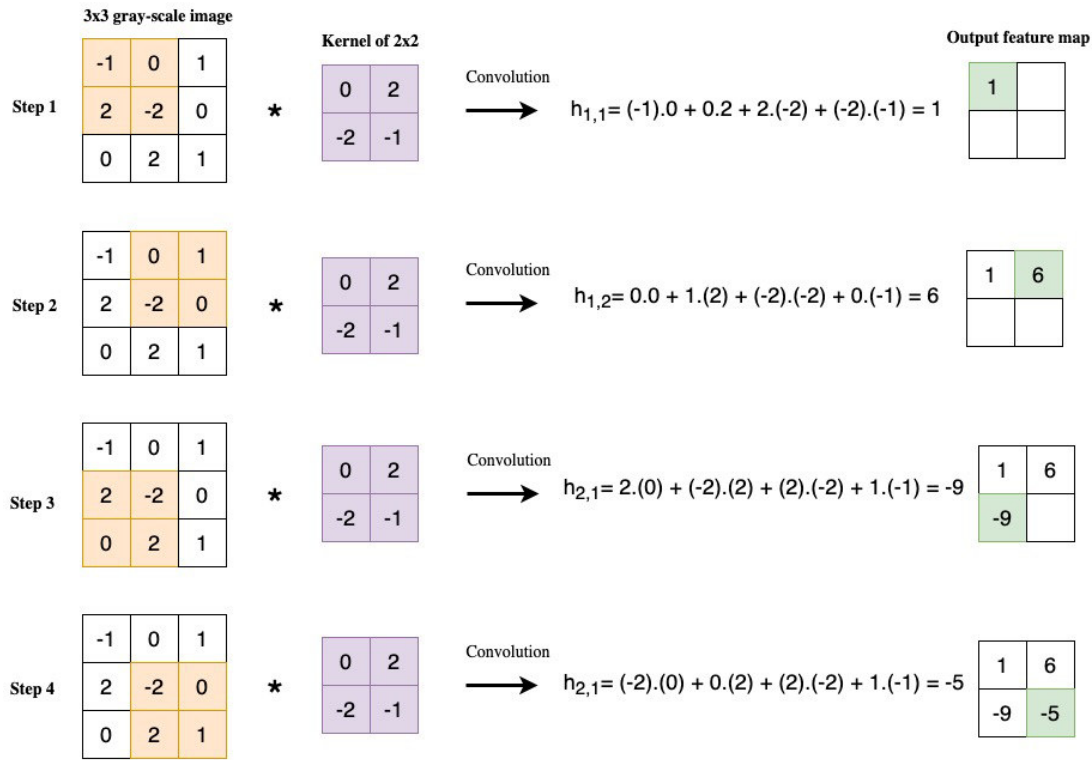 3x3 gray-scale image
Kernel of 2x2
Output feature map
Step 1
-1 0 1
2 -2 0
0 2 1
*
0 2
-2 -1
Convolution
h1,1= (-1).0 + 0.2 + 2.(-2) + (-2).(-1) = 1
1
Step 2
-1 0 1
2 -2 0
0 2 1
*
0 2
-2 -1
Convolution
h1,2= 0.0 + 1.(2) + (-2).(-2) + 0.(-1) = 6
1 6
Step 3
-1 0 1
2 -2 0
0 2 1
*
0 2
-2 -1
Convolution
h2,1= 2.(0) + (-2).(2) + (2).(-2) + 1.(-1) = -9
1 6
-9
Step 4
-1 0 1
2 -2 0
0 2 1
*
0 2
-2 -1
Convolution
h2,1= (-2).(0) + 0.(2) + (2).(-2) + 1.(-1) = -5
1 6
-9 -5